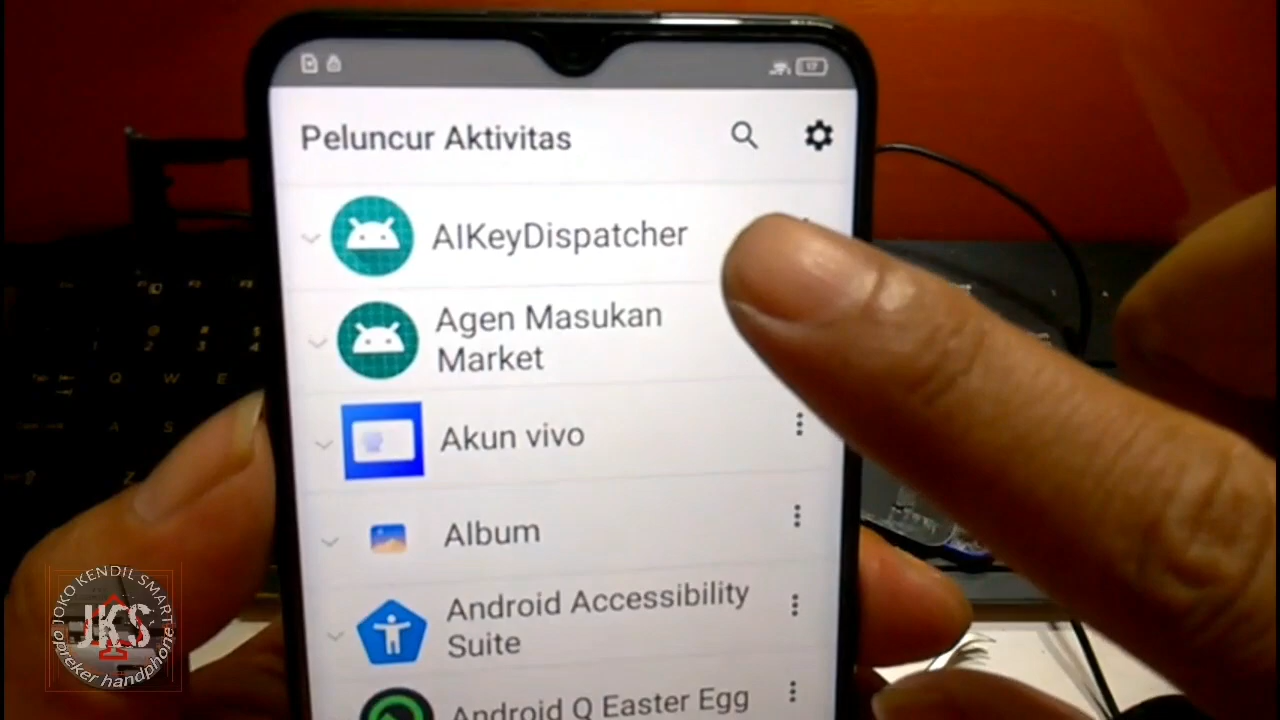 17
Peluncur Aktivitas
AIKeyDispatcher
Agen Masukan
Market
Akun vivo
Album
Android Accessibility
Suite
Android Q Easter Egg
JOKO KENDIL SMART
JKS
opreker handphone
Q W E
A S
Z